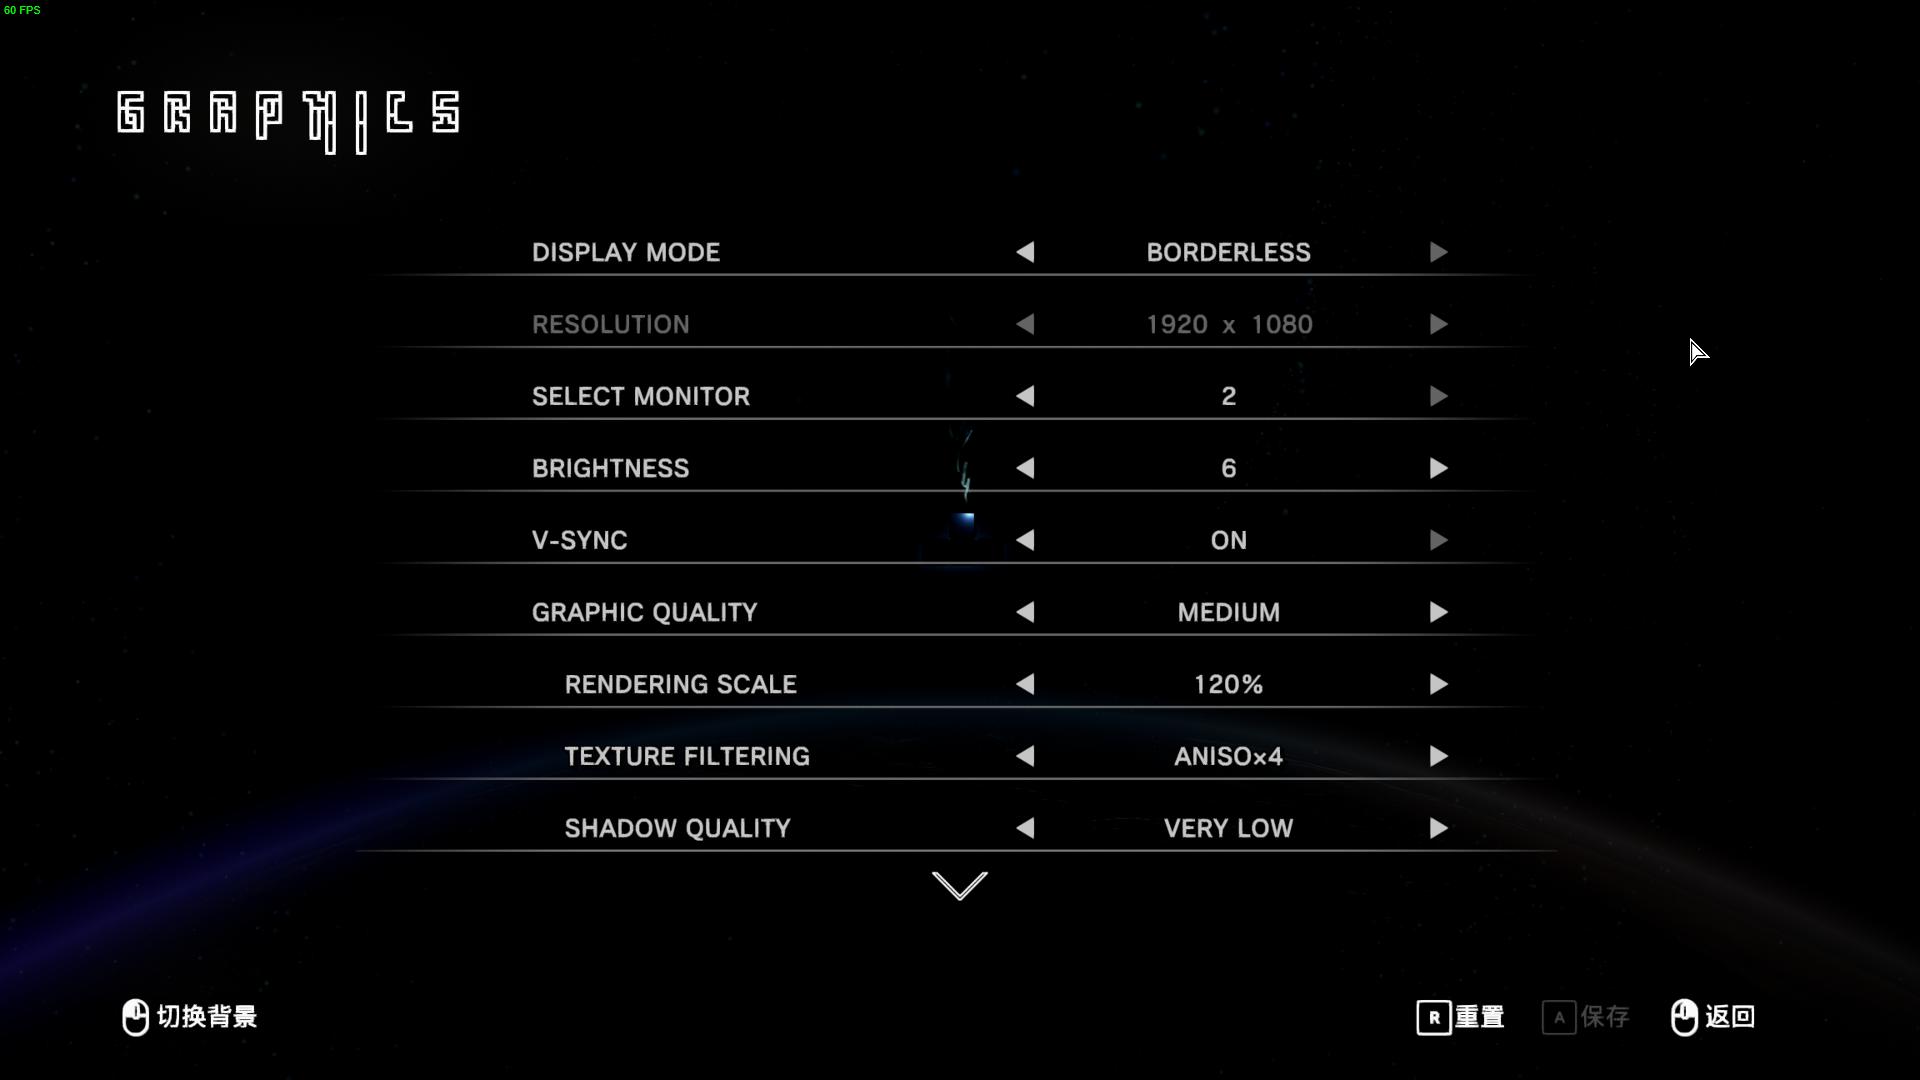 60 FPS
GRAPHICS
DISPLAY MODE BORDERLESS
RESOLUTION 1920 x 1080
SELECT MONITOR 2
BRIGHTNESS 6
V-SYNC ON
GRAPHIC QUALITY MEDIUM
RENDERING SCALE 120%
TEXTURE FILTERING ANISO×4
SHADOW QUALITY VERY LOW
切换背景 R 重置 A 保存 返回